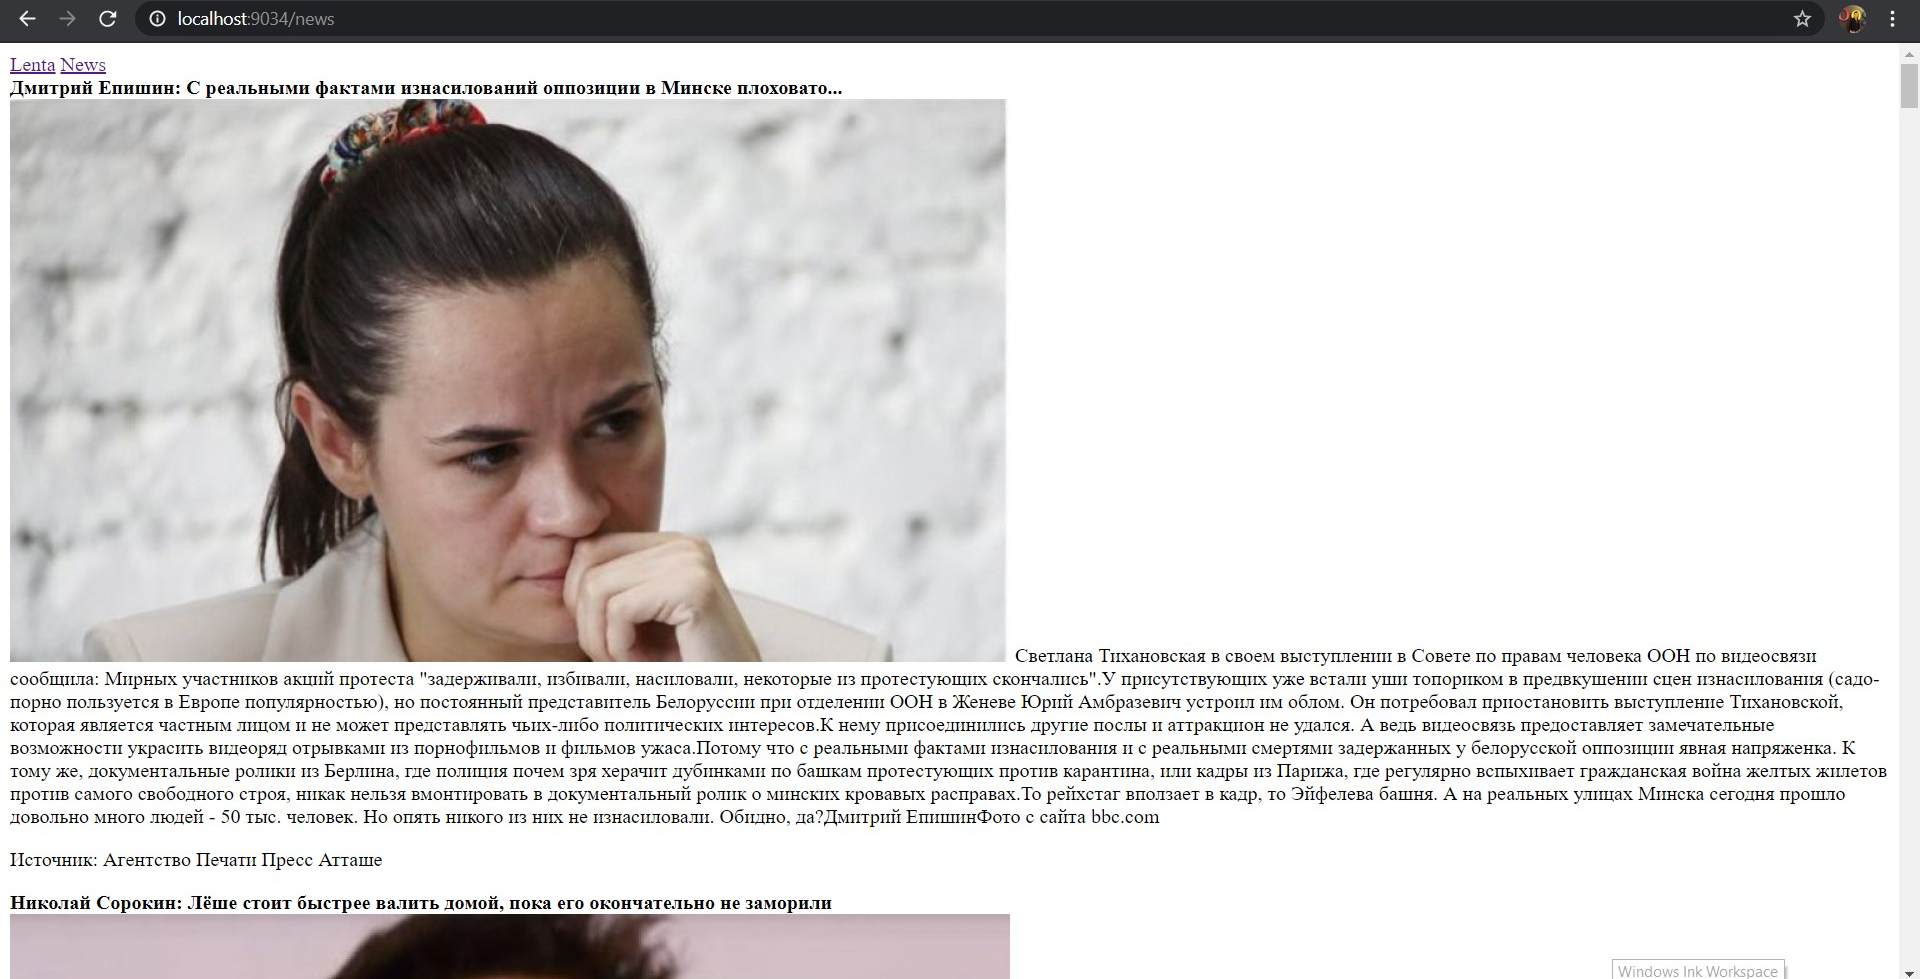 localhost:9034/news
Lenta News
Дмитрий Епишин: С реальными фактами изнасилований оппозиции в Минске плоховато...
Светлана Тихановская в своем выступлении в Совете по правам человека ООН по видеосвязи
сообщила: Мирных участников акций протеста "задерживали, избивали, насиловали, некоторые из протестующих скончались".У присутствующих уже встали уши топориком в предвкушении сцен изнасилования (садо-
порно пользуется в Европе популярностью), но постоянный представитель Белоруссии при отделении ООН в Женеве Юрий Амбразевич устроил им облом. Он потребовал приостановить выступление Тихановской,
которая является частным лицом и не может представлять чьих-либо политических интересов.К нему присоединились другие послы и аттракцион не удался. А ведь видеосвязь предоставляет замечательные
возможности украсить видеоряд отрывками из порнофильмов и фильмов ужаса.Потому что с реальными фактами изнасилования и с реальными смертями задержанных у белорусской оппозиции явная напряженка. К
тому же, документальные ролики из Берлина, где полиция почем зря херачит дубинками по башкам протестующих против карантина, или кадры из Парижа, где регулярно вспыхивает гражданская война желтых жилетов
против самого свободного строя, никак нельзя вмонтировать в документальный ролик о минских кровавых расправах.То рейхстаг вползает в кадр, то Эйфелева башня. А на реальных улицах Минска сегодня прошло
довольно много людей - 50 тыс. человек. Но опять никого из них не изнасиловали. Обидно, да?Дмитрий ЕпишинФото с сайта bbc.com
Источник: Агентство Печати Пресс Атташе
Николай Сорокин: Лёше стоит быстрее валить домой, пока его окончательно не заморили
Windows Ink Workspace